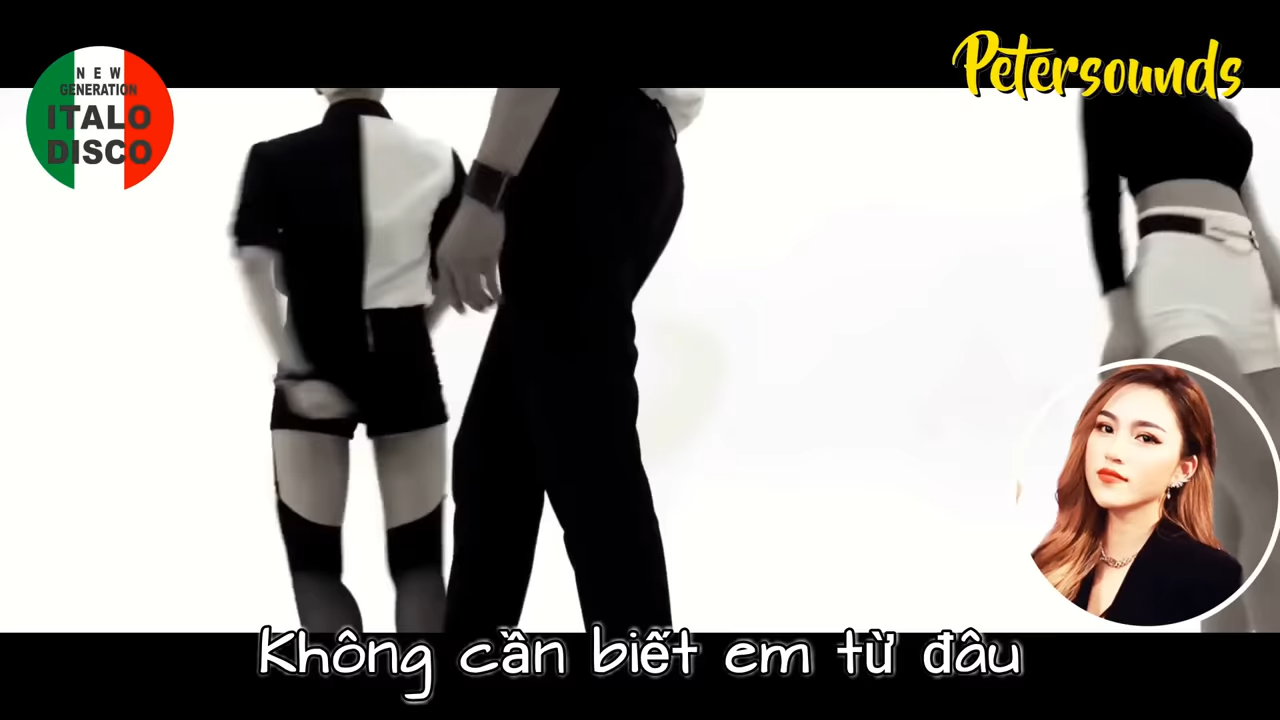 NEW
GENERATION
ITALO
DISCO
Petersounds
Không cần biết em từ đâu